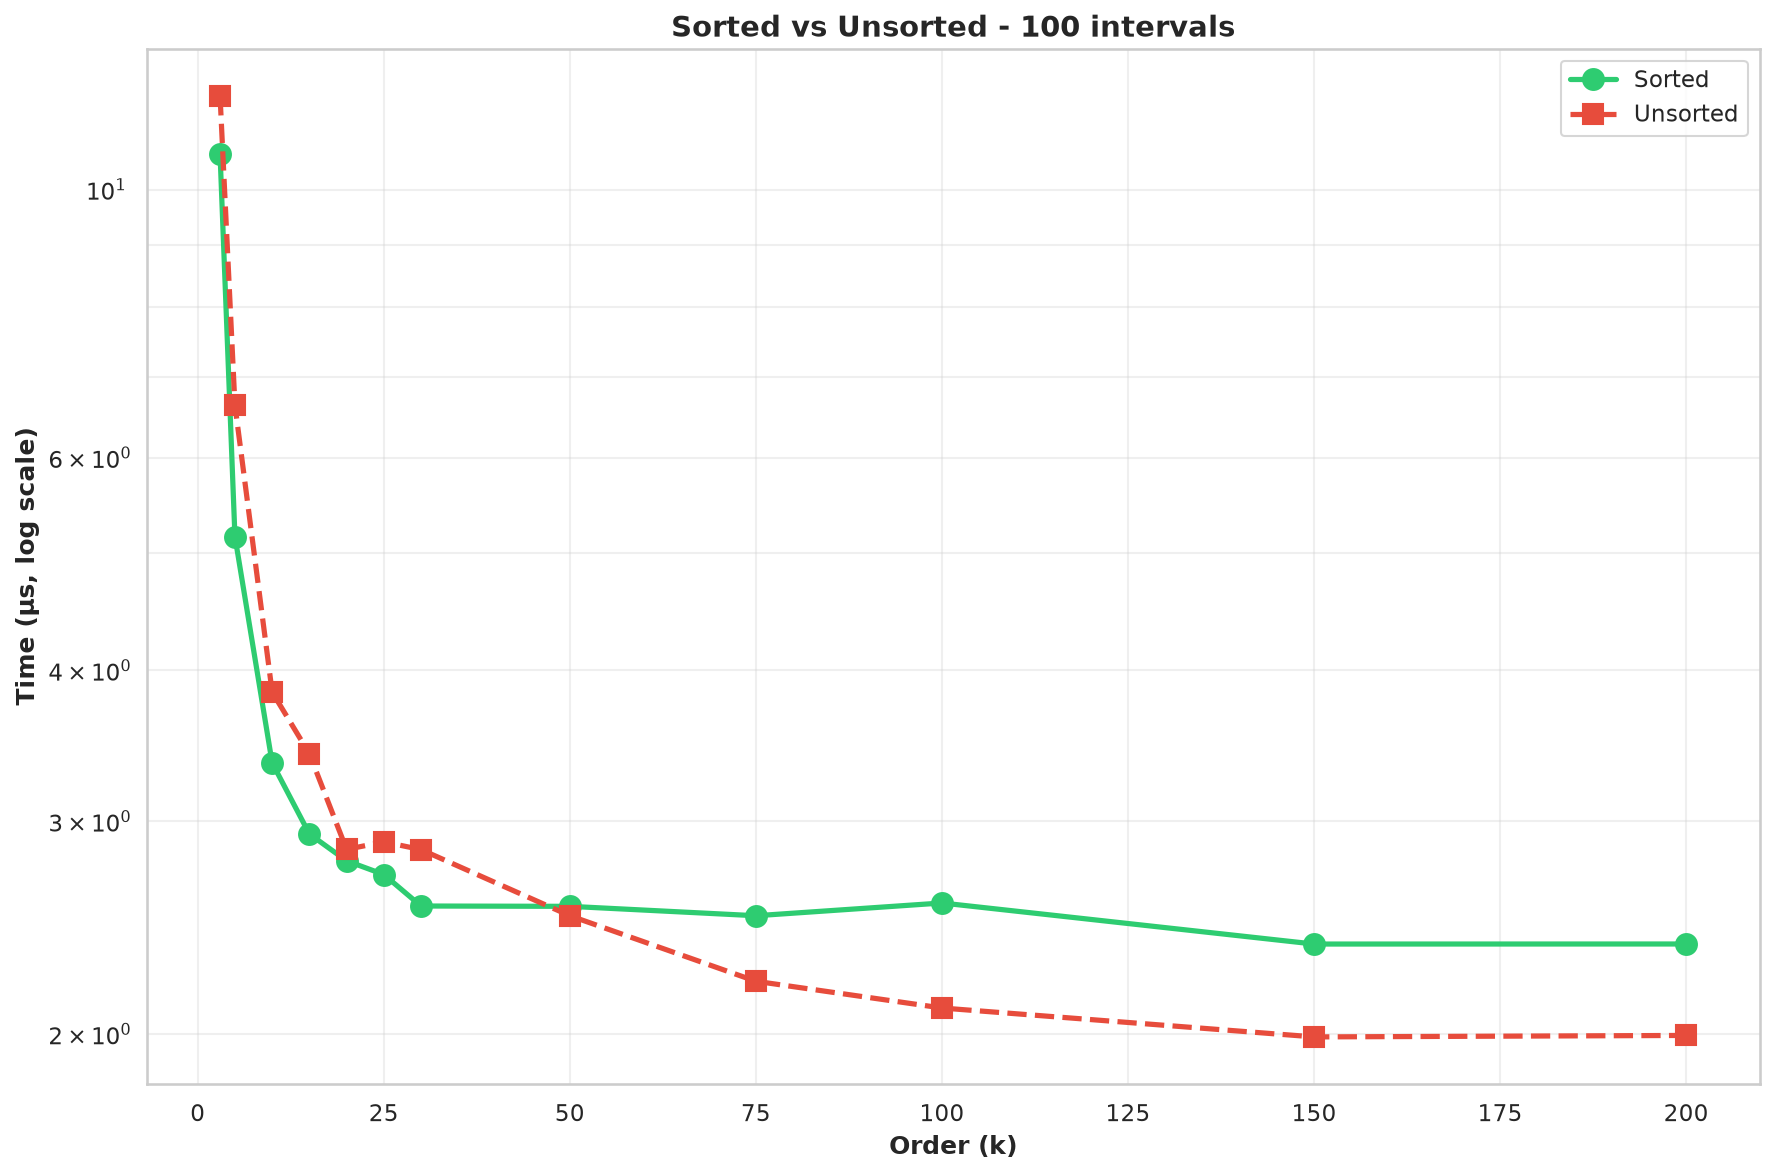 Sorted vs Unsorted - 100 intervals
Sorted
Unsorted
Time (µs, log scale)
10¹
6 × 10⁰
4 × 10⁰
3 × 10⁰
2 × 10⁰
0 25 50 75 100 125 150 175 200
Order (k)